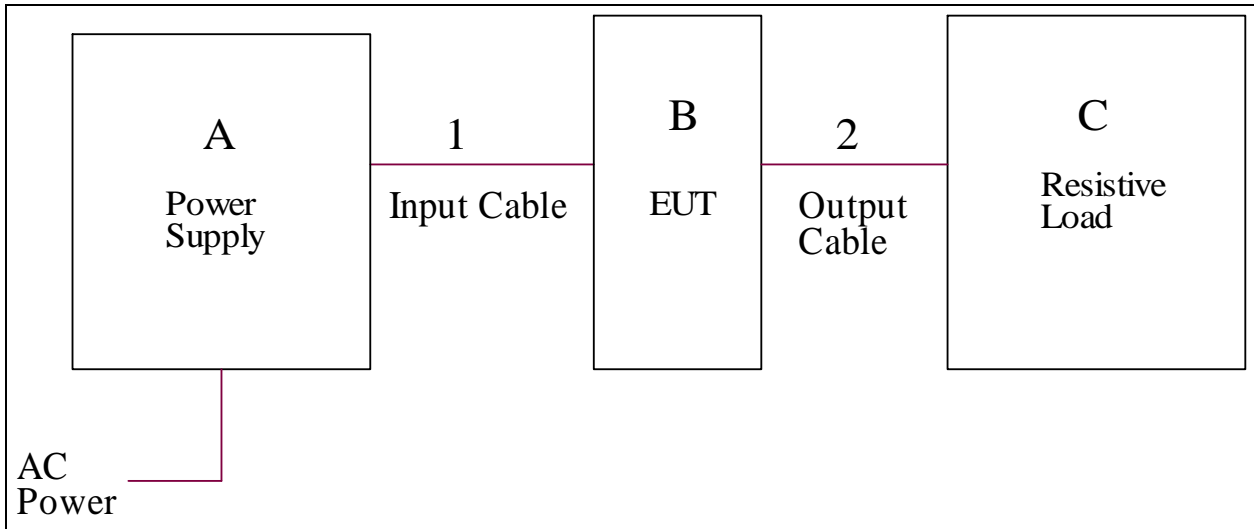 A
Power
Supply
1
Input Cable
B
EUT
2
Output
Cable
C
Resistive
Load
AC
Power